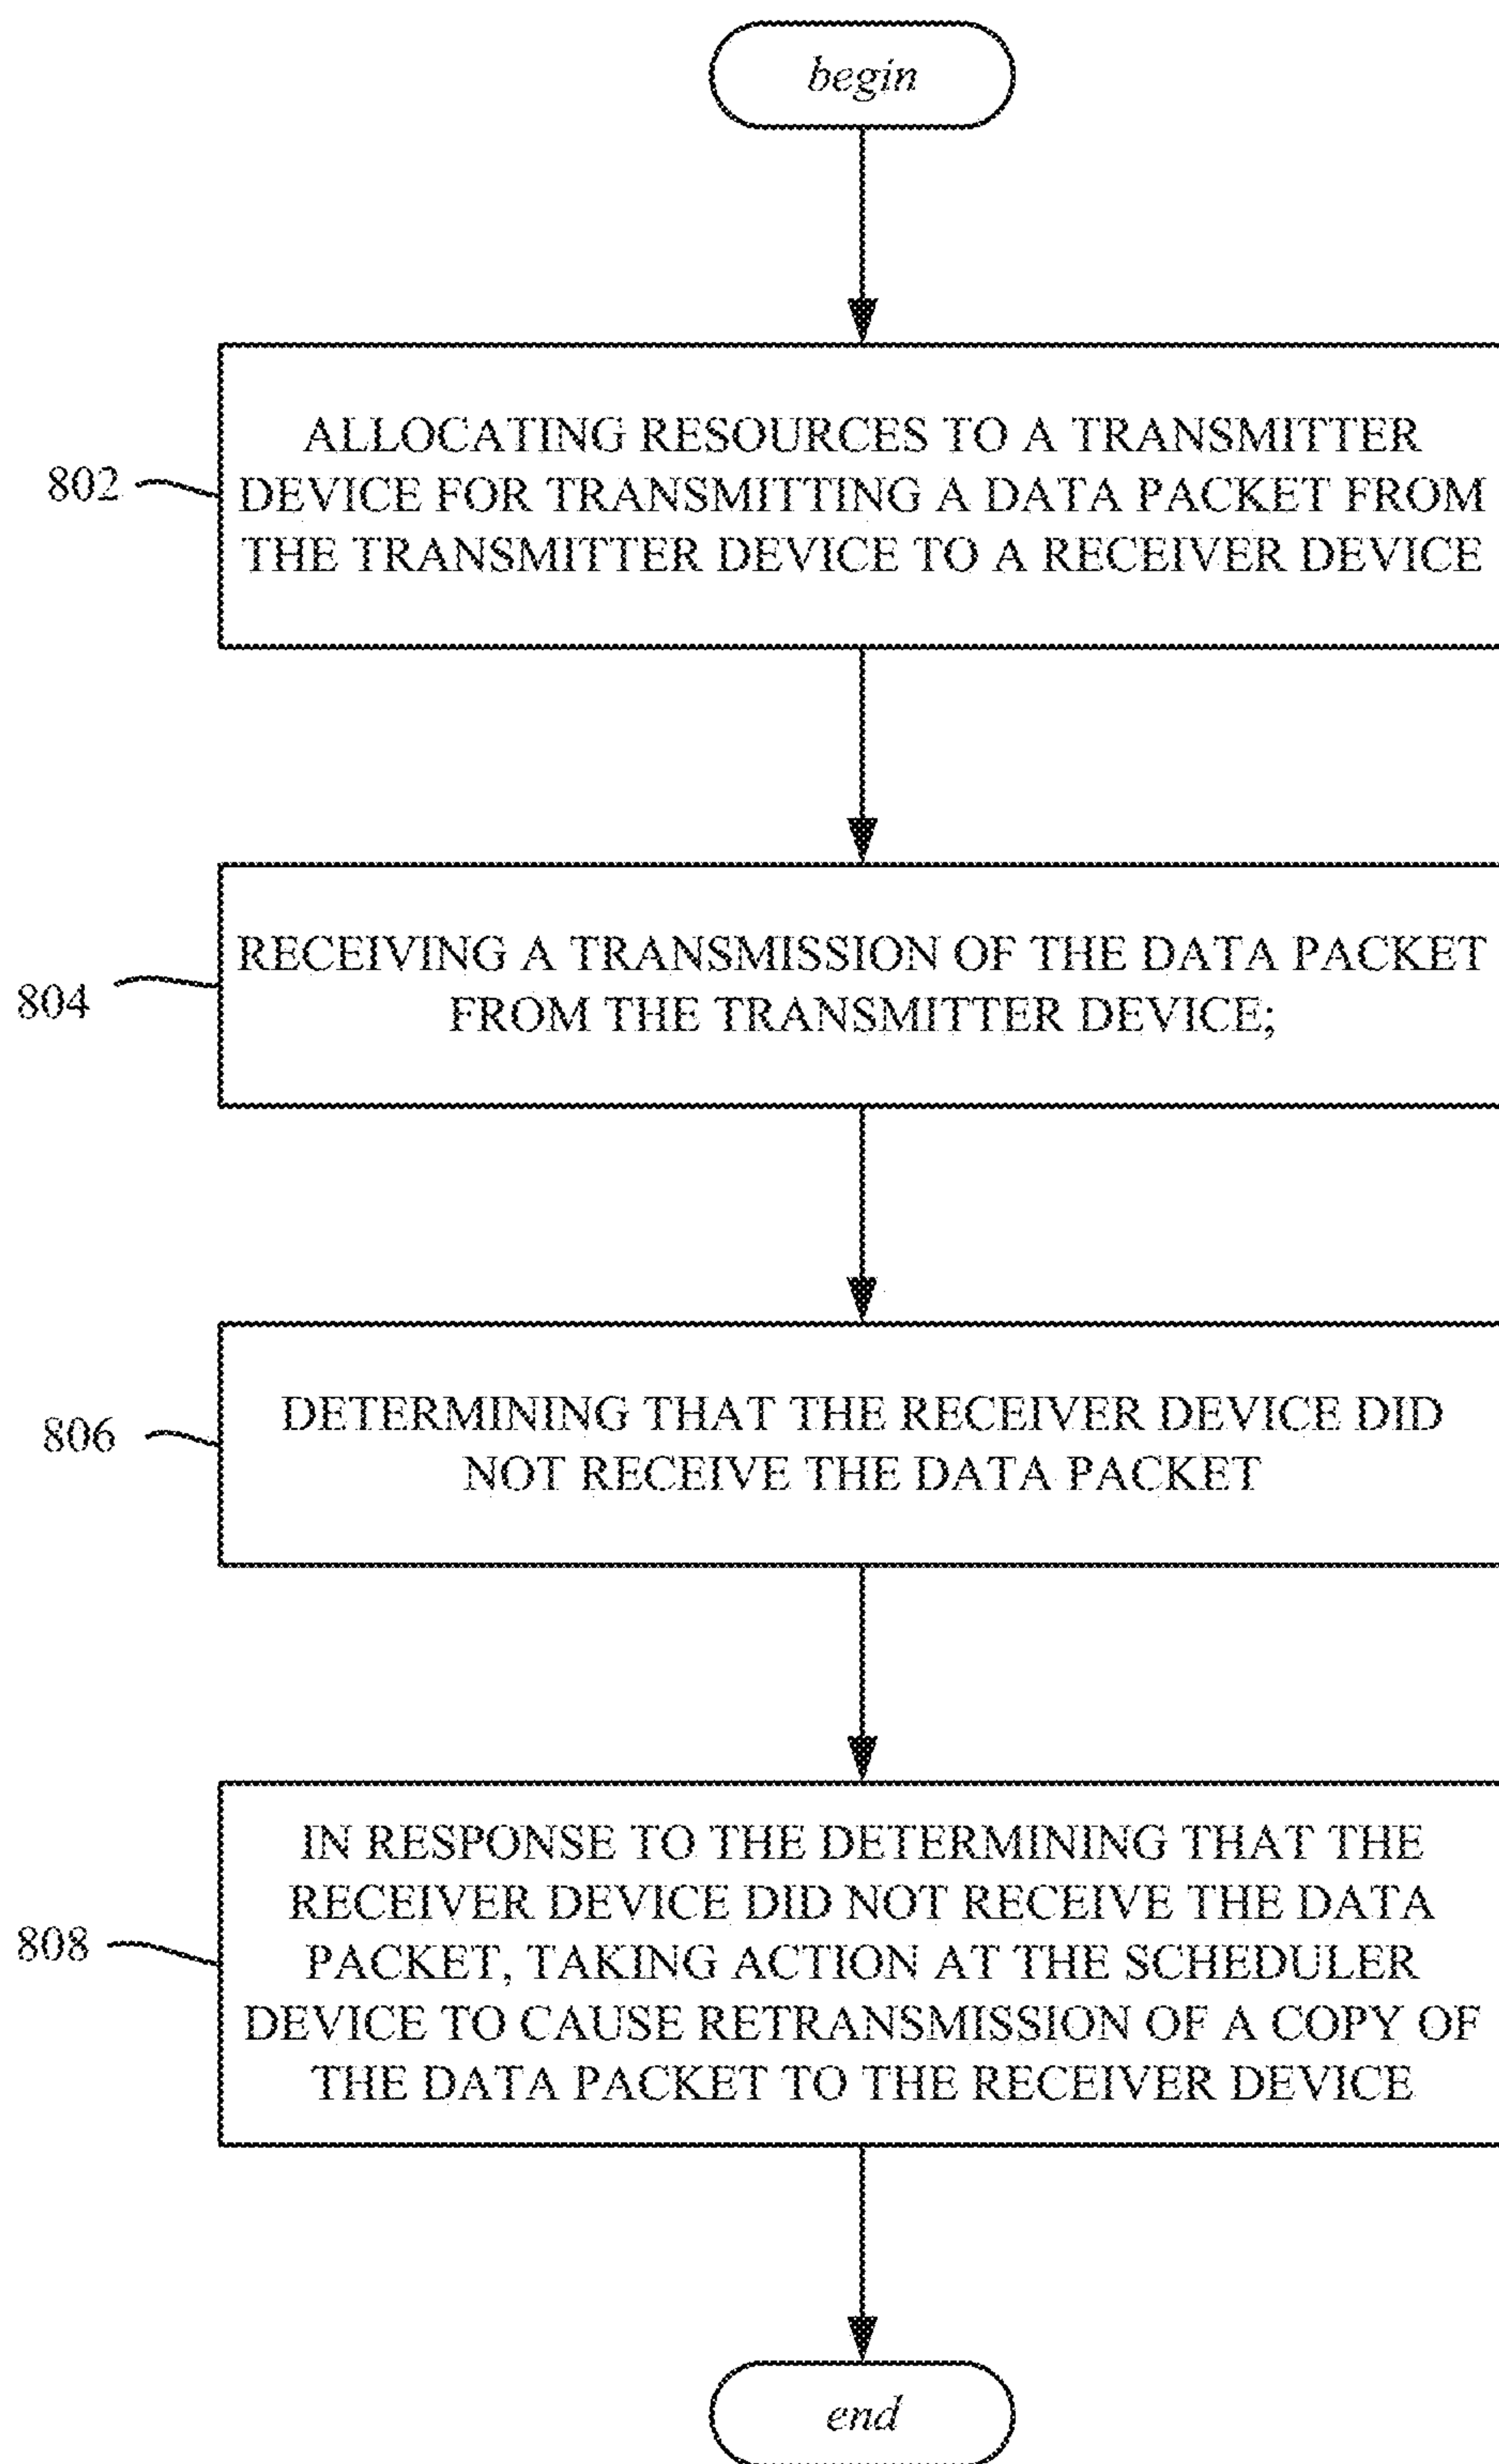 begin
ALLOCATING RESOURCES TO A TRANSMITTER
DEVICE FOR TRANSMITTING A DATA PACKET FROM
THE TRANSMITTER DEVICE TO A RECEIVER DEVICE
802
RECEIVING A TRANSMISSION OF THE DATA PACKET
FROM THE TRANSMITTER DEVICE;
804
DETERMINING THAT THE RECEIVER DEVICE DID
NOT RECEIVE THE DATA PACKET
806
IN RESPONSE TO THE DETERMINING THAT THE
RECEIVER DEVICE DID NOT RECEIVE THE DATA
PACKET, TAKING ACTION AT THE SCHEDULER
DEVICE TO CAUSE RETRANSMISSION OF A COPY OF
THE DATA PACKET TO THE RECEIVER DEVICE
808
end